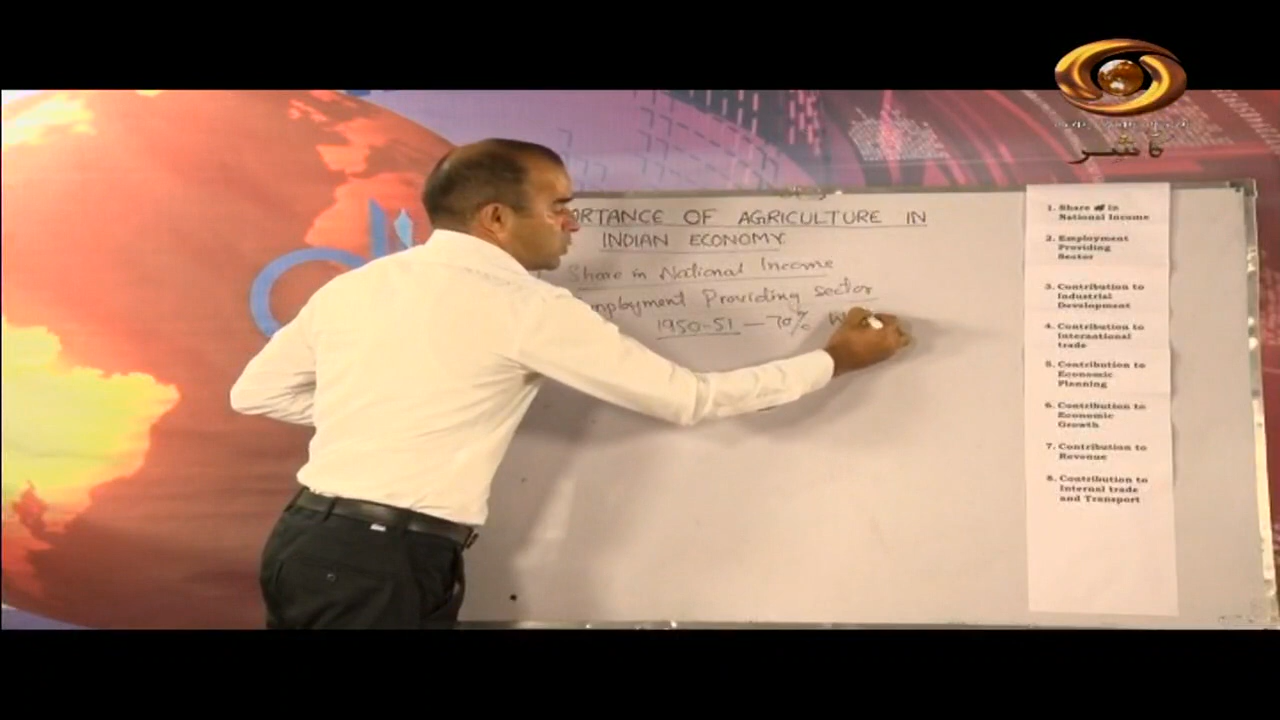 ORTANCE OF AGRICULTURE IN
INDIAN ECONOMY
Share in National Income
mployment Providing sector
1950-51 – 70% W
1. Share in
National Income
2. Employment
Providing
Sector
3. Contribution to
Industrial
Development
4. Contribution to
International
trade
5. Contribution to
Economic
Planning
6. Contribution to
Economic
Growth
7. Contribution to
Revenue
8. Contribution to
Internal trade
and Transport
کأشِر